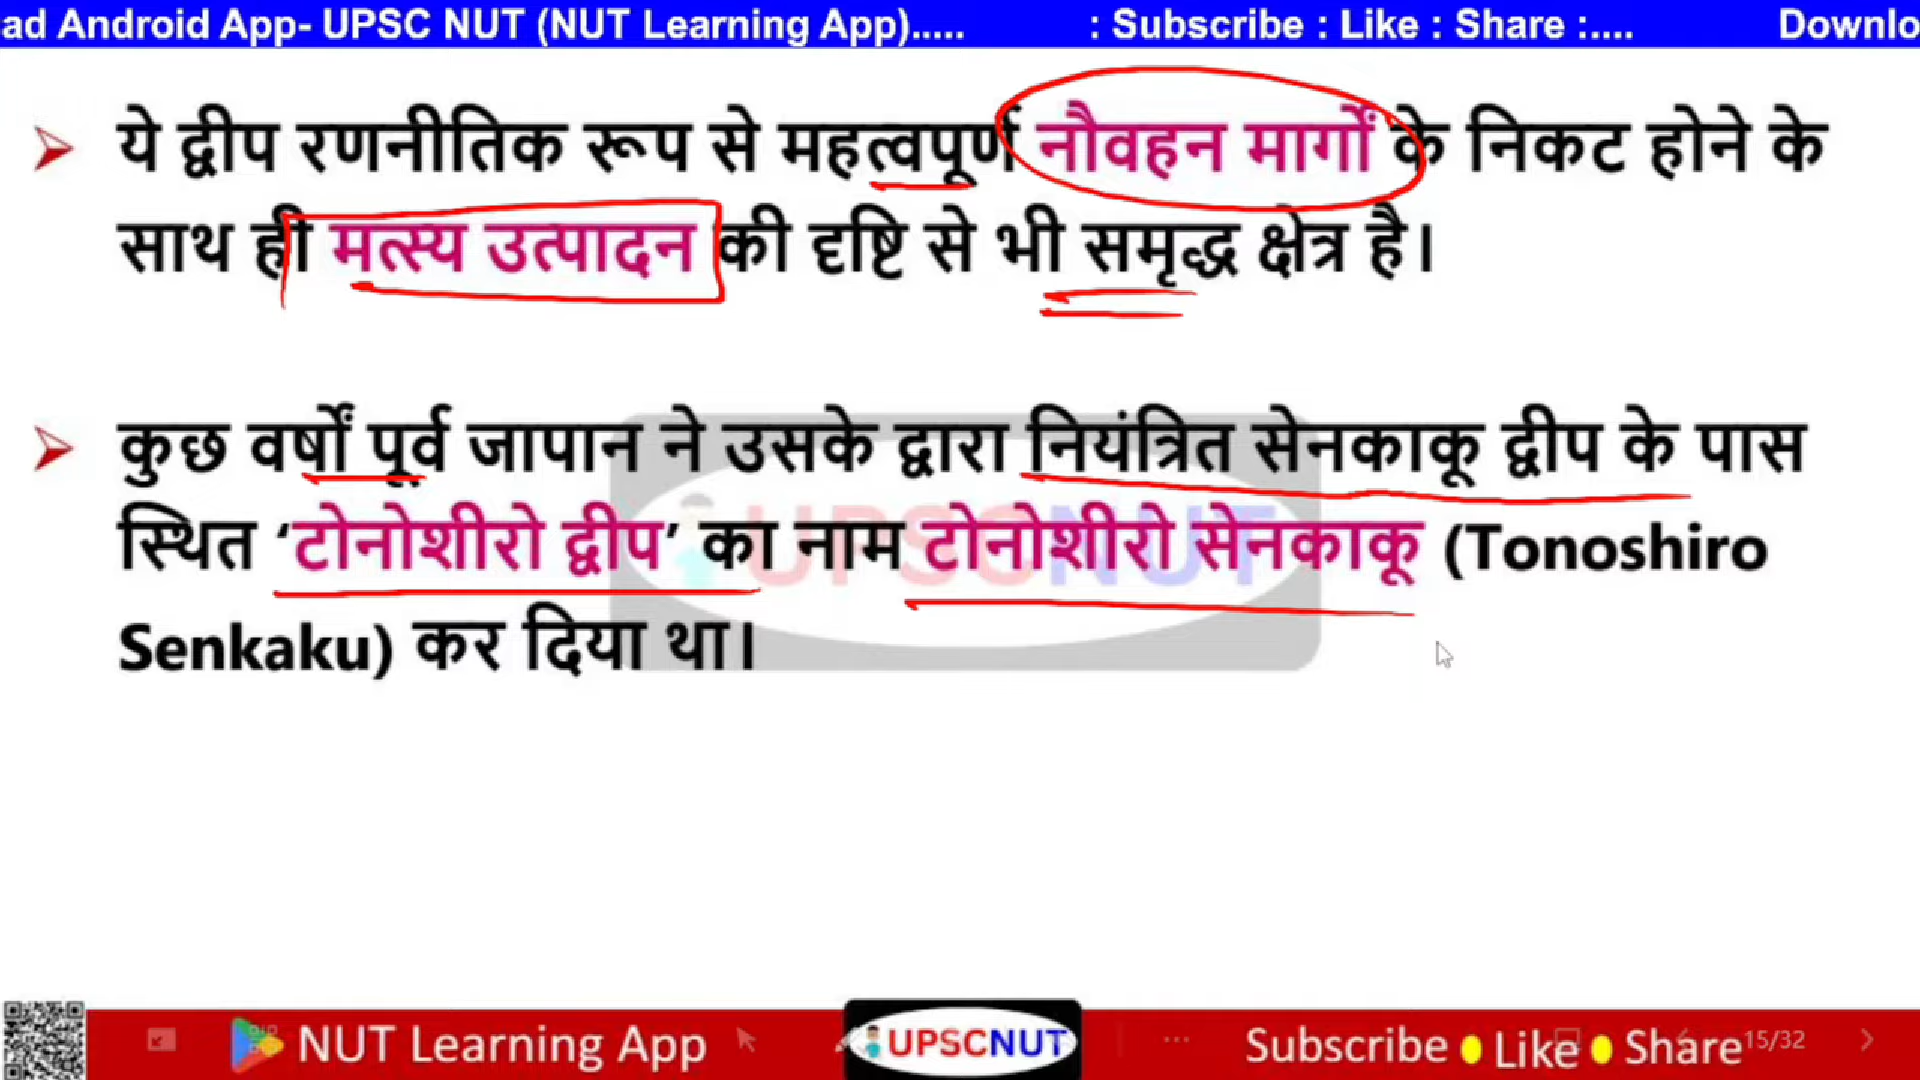 ad Android App- UPSC NUT (NUT Learning App)..... : Subscribe : Like : Share :.... Downlo
ये द्वीप रणनीतिक रूप से महत्वपूर्ण नौवहन मार्गों के निकट होने के
साथ ही मत्स्य उत्पादन की दृष्टि से भी समृद्ध क्षेत्र है।
कुछ वर्षों पूर्व जापान ने उसके द्वारा नियंत्रित सेनकाकू द्वीप के पास
स्थित ‘टोनोशीरो द्वीप’ का नाम टोनोशीरो सेनकाकू (Tonoshiro
Senkaku) कर दिया था।
UPSCNUT
NUT Learning App UPSCNUT Subscribe Like Share 15/32